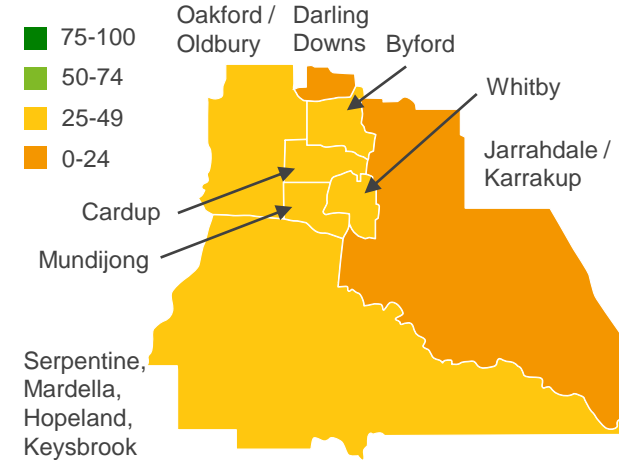 75-100
50-74
25-49
0-24
Oakford /
Oldbury
Darling
Downs
Byford
Whitby
Jarrahdale /
Karrakup
Cardup
Mundijong
Serpentine,
Mardella,
Hopeland,
Keysbrook